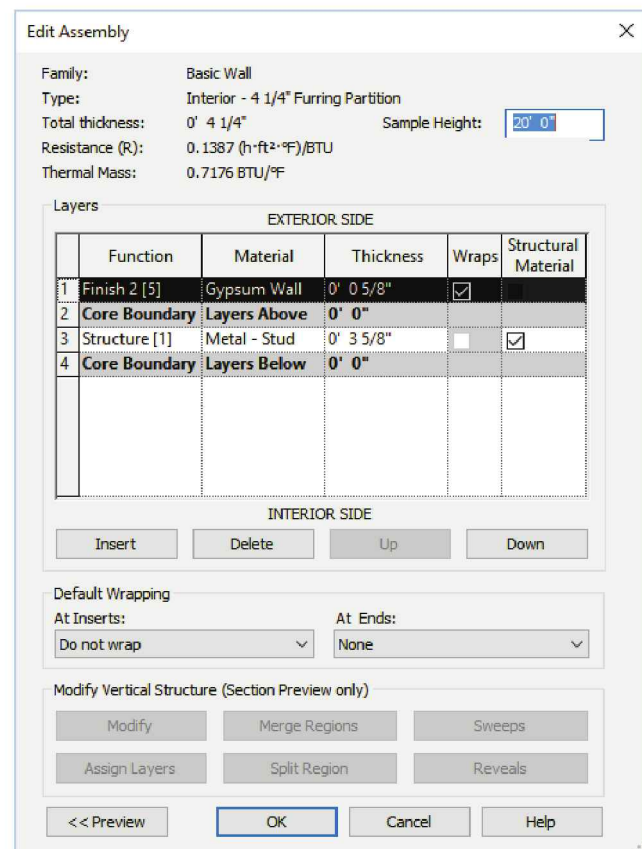 Edit Assembly
Family: Basic Wall
Type: Interior - 4 1/4" Furring Partition
Total thickness: 0' 4 1/4" Sample Height: 20' 0"
Resistance (R): 0.1387 (h·ft²·ºF)/BTU
Thermal Mass: 0.7176 BTU/ºF
Layers
EXTERIOR SIDE
Function Material Thickness Wraps Structural Material
1 Finish 2 [5] Gypsum Wall 0' 0 5/8"
2 Core Boundary Layers Above 0' 0"
3 Structure [1] Metal - Stud 0' 3 5/8"
4 Core Boundary Layers Below 0' 0"
INTERIOR SIDE
Insert Delete Up Down
Default Wrapping
At Inserts: At Ends:
Do not wrap None
Modify Vertical Structure (Section Preview only)
Modify Merge Regions Sweeps
Assign Layers Split Region Reveals
<< Preview OK Cancel Help